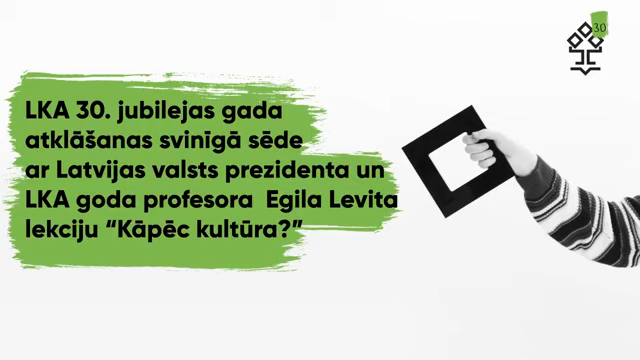 30
LKA 30. jubilejas gada
atklāšanas svinīgā sēde
ar Latvijas valsts prezidenta un
LKA goda profesora Egila Levita
lekciju “Kāpēc kultūra?”